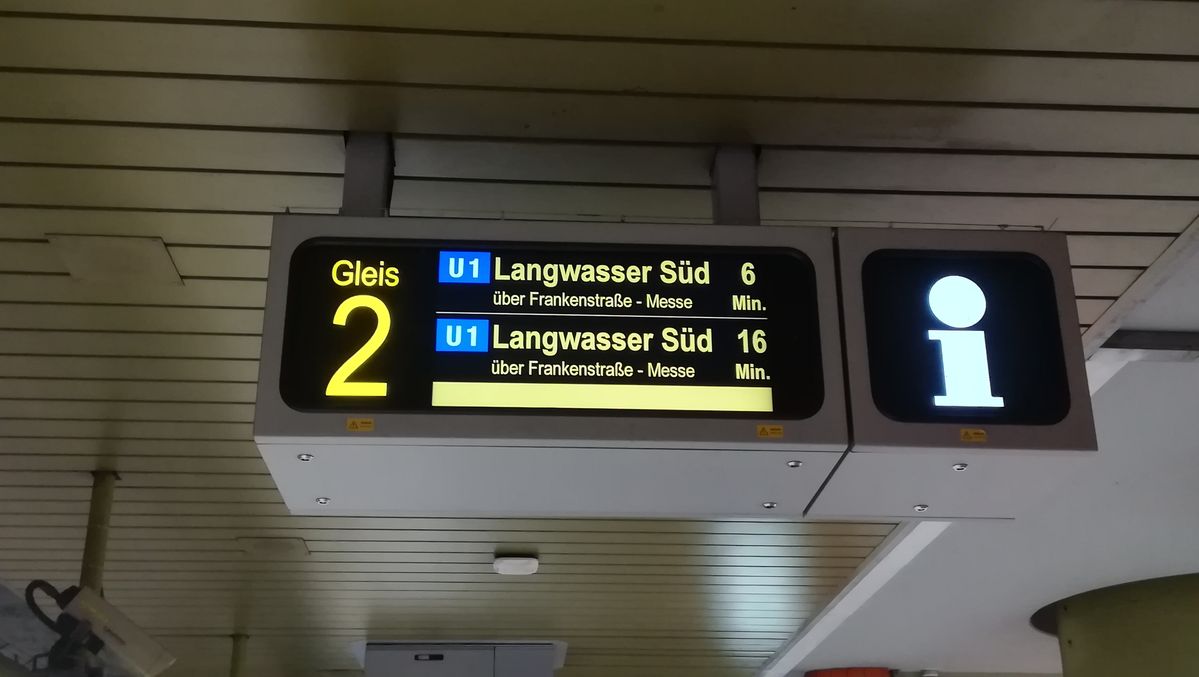 Gleis
2
U1 Langwasser Süd 6
über Frankenstraße - Messe Min.
U1 Langwasser Süd 16
über Frankenstraße - Messe Min.
i